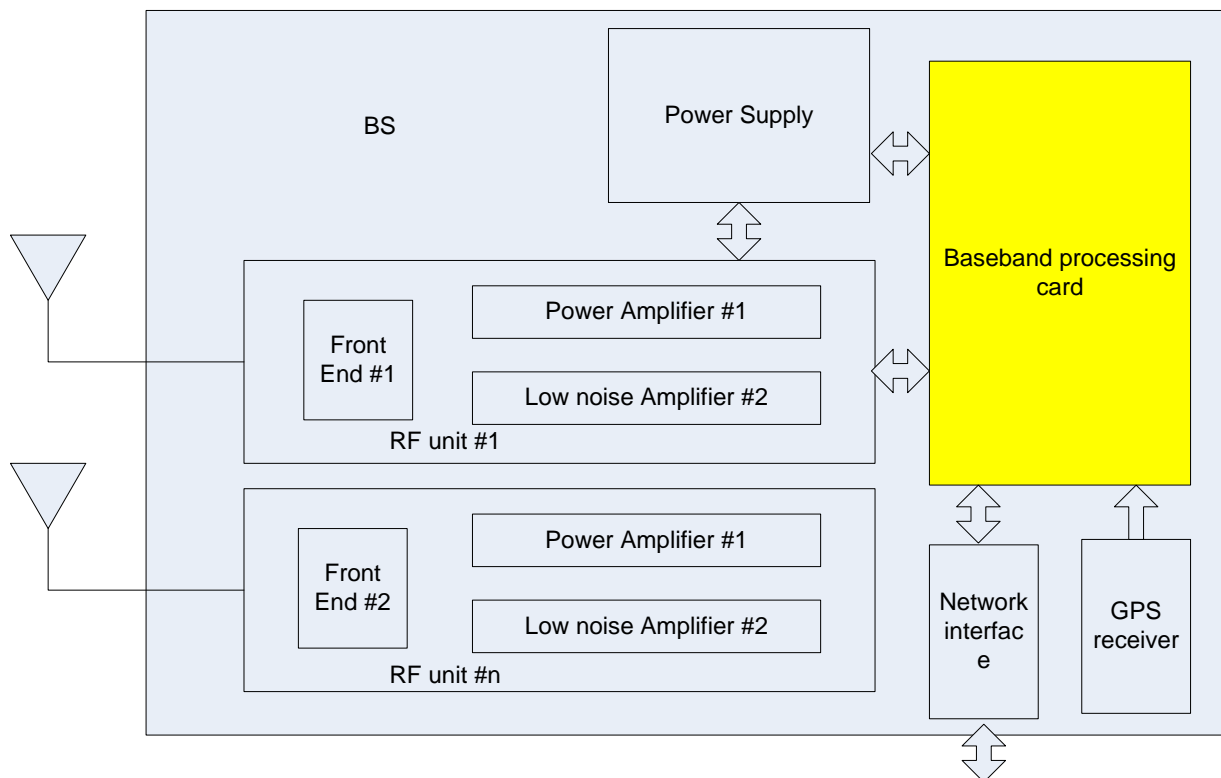 BS
Power Supply
Baseband processing
card
Front
End #1
Power Amplifier #1
Low noise Amplifier #2
RF unit #1
Front
End #2
Power Amplifier #1
Low noise Amplifier #2
RF unit #n
Network
interfac
e
GPS
receiver